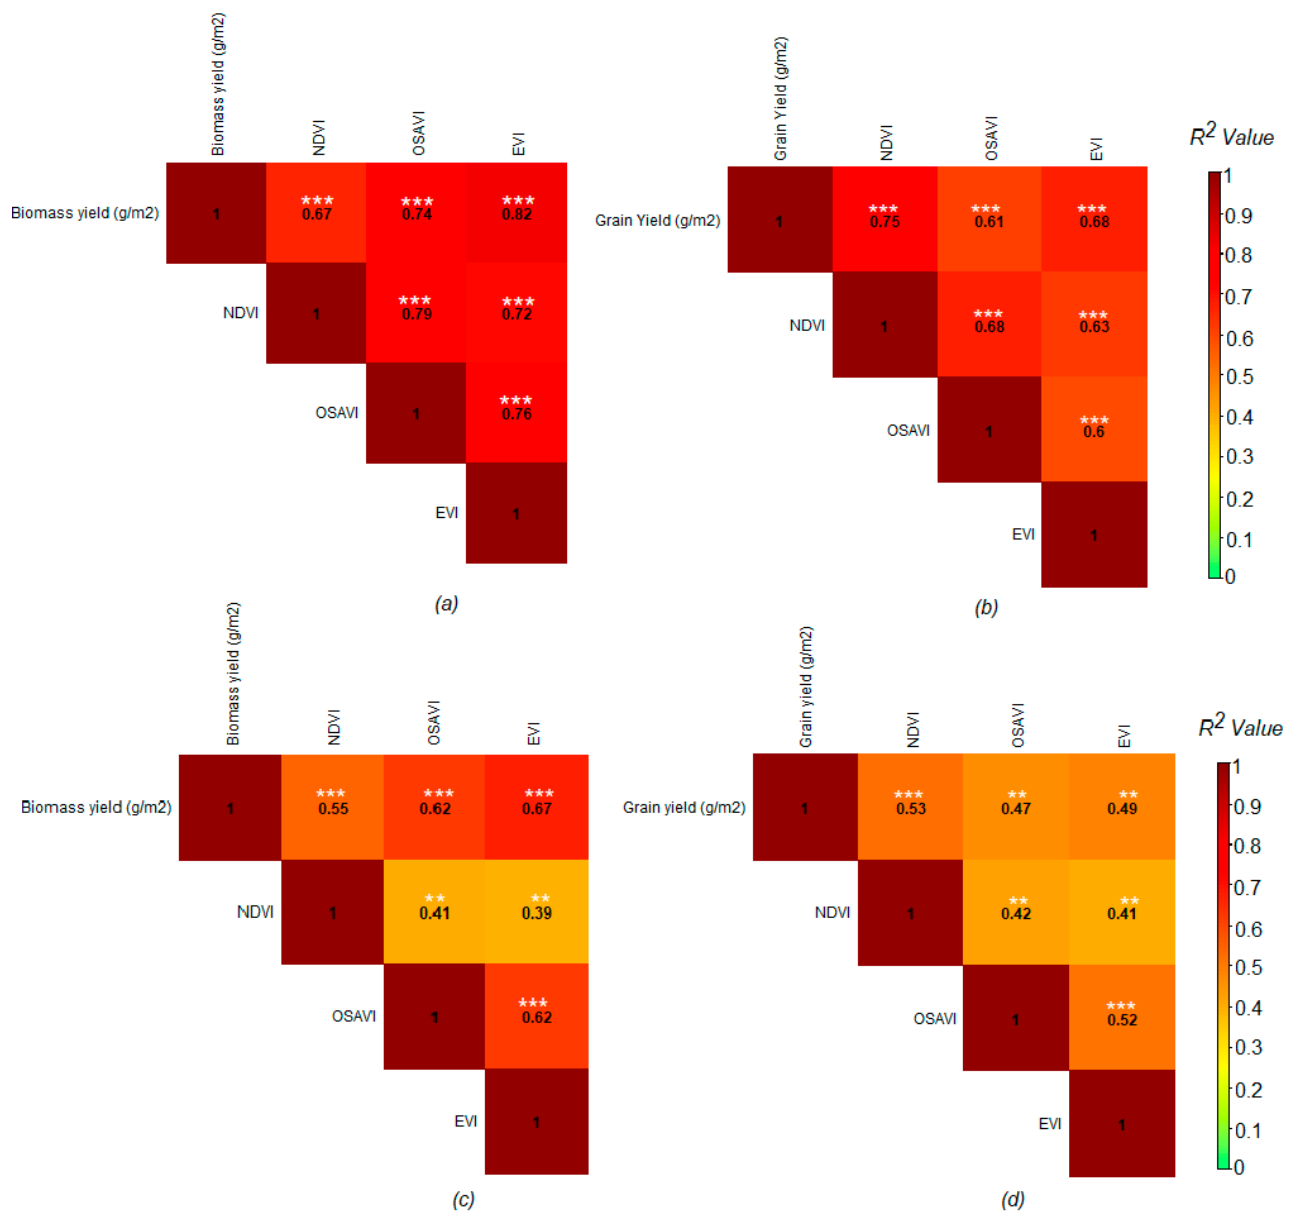 Biomass yield (g/m2)
NDVI
OSAVI
EVI
Biomass yield (g/m2)
1
***
0.67
***
0.74
***
0.82
NDVI
1
***
0.79
***
0.72
OSAVI
1
***
0.76
EVI
1
(a)
Grain Yield (g/m2)
NDVI
OSAVI
EVI
Grain Yield (g/m2)
1
***
0.75
***
0.61
***
0.68
NDVI
1
***
0.68
***
0.63
OSAVI
1
***
0.6
EVI
1
(b)
R2 Value
1
0.9
0.8
0.7
0.6
0.5
0.4
0.3
0.2
0.1
0
Biomass yield (g/m2)
NDVI
OSAVI
EVI
Biomass yield (g/m2)
1
***
0.55
***
0.62
***
0.67
NDVI
1
**
0.41
**
0.39
OSAVI
1
***
0.62
EVI
1
(c)
Grain yield (g/m2)
NDVI
OSAVI
EVI
Grain yield (g/m2)
1
***
0.53
**
0.47
**
0.49
NDVI
1
**
0.42
**
0.41
OSAVI
1
***
0.52
EVI
1
(d)
R2 Value
1
0.9
0.8
0.7
0.6
0.5
0.4
0.3
0.2
0.1
0